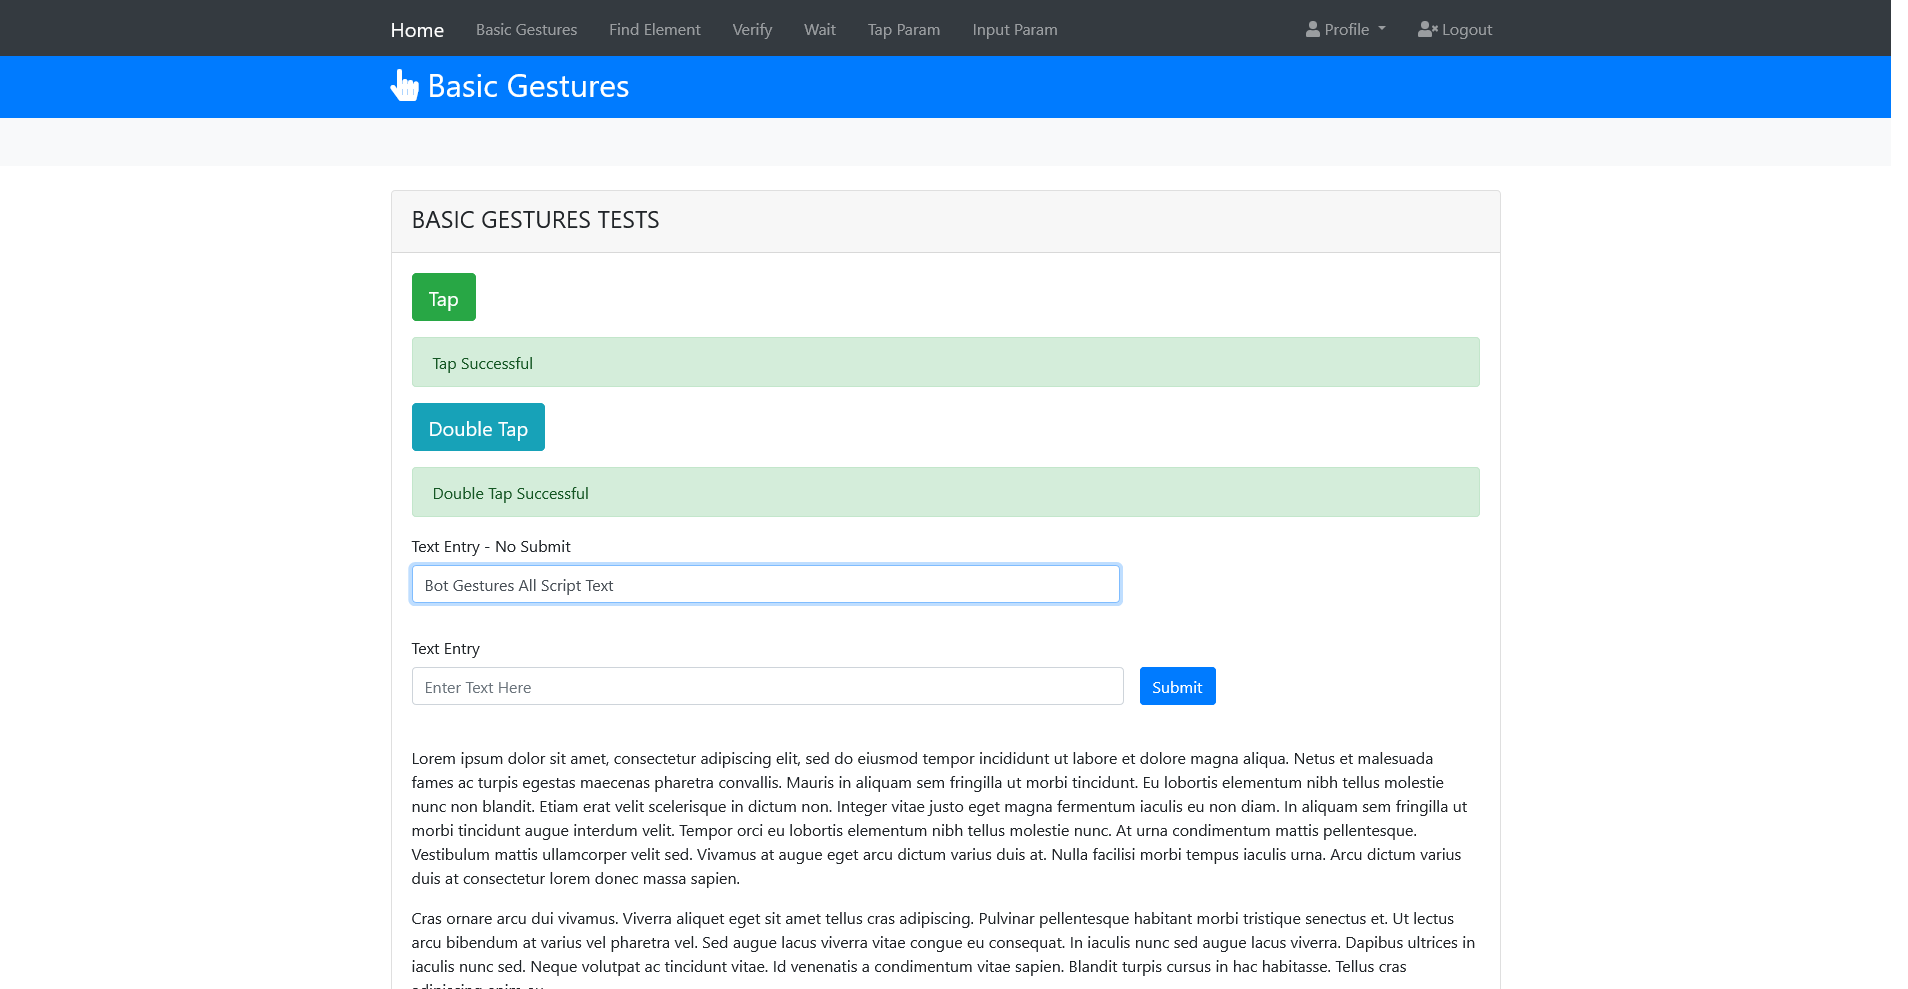 Home Basic Gestures Find Element Verify Wait Tap Param Input Param Profile Logout
Basic Gestures
BASIC GESTURES TESTS
Tap
Tap Successful
Double Tap
Double Tap Successful
Text Entry - No Submit
Bot Gestures All Script Text
Text Entry
Enter Text Here Submit
Lorem ipsum dolor sit amet, consectetur adipiscing elit, sed do eiusmod tempor incididunt ut labore et dolore magna aliqua. Netus et malesuada
fames ac turpis egestas maecenas pharetra convallis. Mauris in aliquam sem fringilla ut morbi tincidunt. Eu lobortis elementum nibh tellus molestie
nunc non blandit. Etiam erat velit scelerisque in dictum non. Integer vitae justo eget magna fermentum iaculis eu non diam. In aliquam sem fringilla ut
morbi tincidunt augue interdum velit. Tempor orci eu lobortis elementum nibh tellus molestie nunc. At urna condimentum mattis pellentesque.
Vestibulum mattis ullamcorper velit sed. Vivamus at augue eget arcu dictum varius duis at. Nulla facilisi morbi tempus iaculis urna. Arcu dictum varius
duis at consectetur lorem donec massa sapien.
Cras ornare arcu dui vivamus. Viverra aliquet eget sit amet tellus cras adipiscing. Pulvinar pellentesque habitant morbi tristique senectus et. Ut lectus
arcu bibendum at varius vel pharetra vel. Sed augue lacus viverra vitae congue eu consequat. In iaculis nunc sed augue lacus viverra. Dapibus ultrices in
iaculis nunc sed. Neque volutpat ac tincidunt vitae. Id venenatis a condimentum vitae sapien. Blandit turpis cursus in hac habitasse. Tellus cras